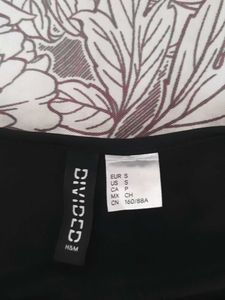 DIVIDED
H&M
EUR S
US S
CA P
MX CH
CN 160/88A